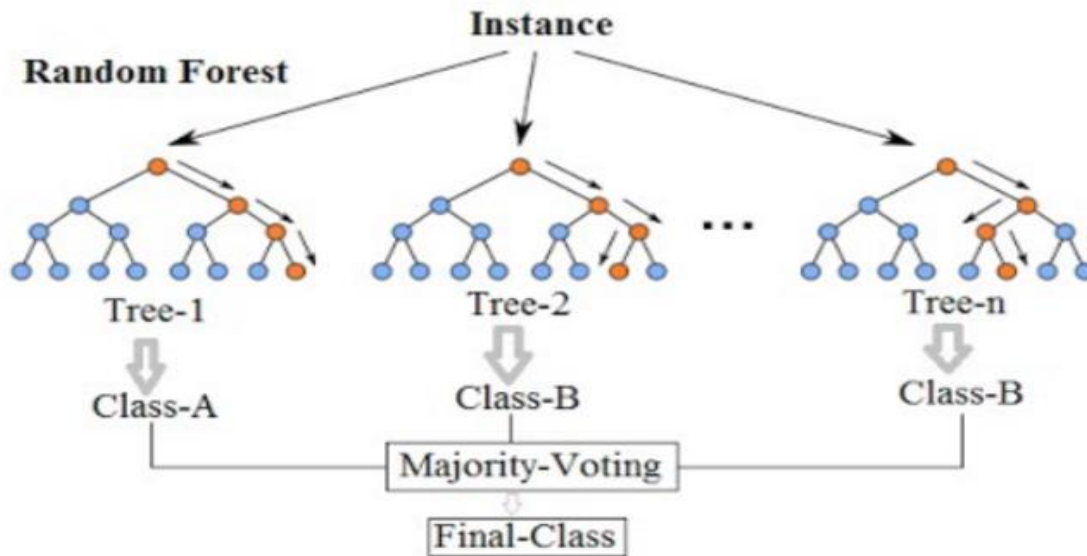 Instance
Random Forest
...
Tree-1
Tree-2
Tree-n
Class-A
Class-B
Class-B
Majority-Voting
Final-Class